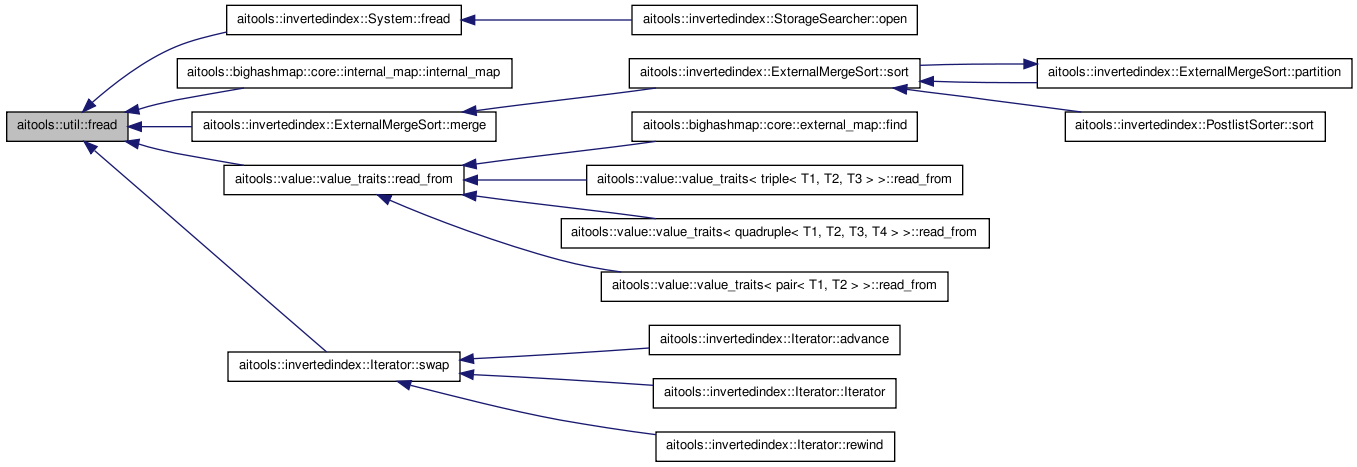 aitools::invertedindex::System::fread
aitools::invertedindex::StorageSearcher::open
aitools::bighashmap::core::internal_map::internal_map
aitools::invertedindex::ExternalMergeSort::sort
aitools::invertedindex::ExternalMergeSort::partition
aitools::util::fread
aitools::invertedindex::ExternalMergeSort::merge
aitools::bighashmap::core::external_map::find
aitools::invertedindex::PostlistSorter::sort
aitools::value::value_traits::read_from
aitools::value::value_traits< triple< T1, T2, T3 > >::read_from
aitools::value::value_traits< quadruple< T1, T2, T3, T4 > >::read_from
aitools::value::value_traits< pair< T1, T2 > >::read_from
aitools::invertedindex::Iterator::advance
aitools::invertedindex::Iterator::swap
aitools::invertedindex::Iterator::Iterator
aitools::invertedindex::Iterator::rewind